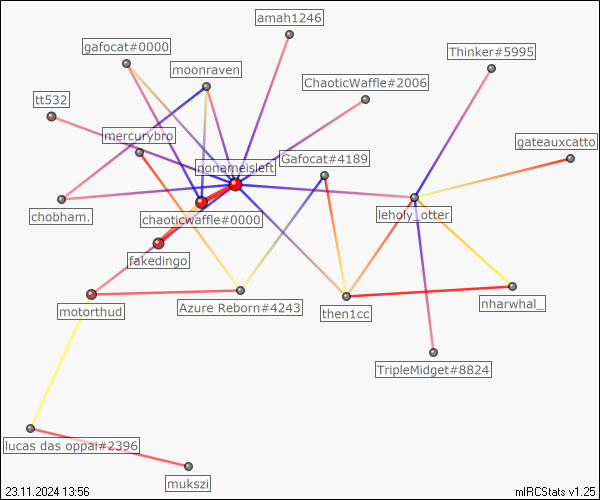 amah1246
gafocat#0000
Thinker#5995
moonraven
ChaoticWaffle#2006
tt532
mercurybro
gateauxcatto
Gafocat#4189
nonameisleft
chobham.
leholy_otter
chaoticwaffle#0000
fakedingo
nharwhal_
Azure Reborn#4243
motorthud
then1cc
TripleMidget#8824
lucas das oppai#2396
mukszi
23.11.2024 13:56
mIRCStats v1.25